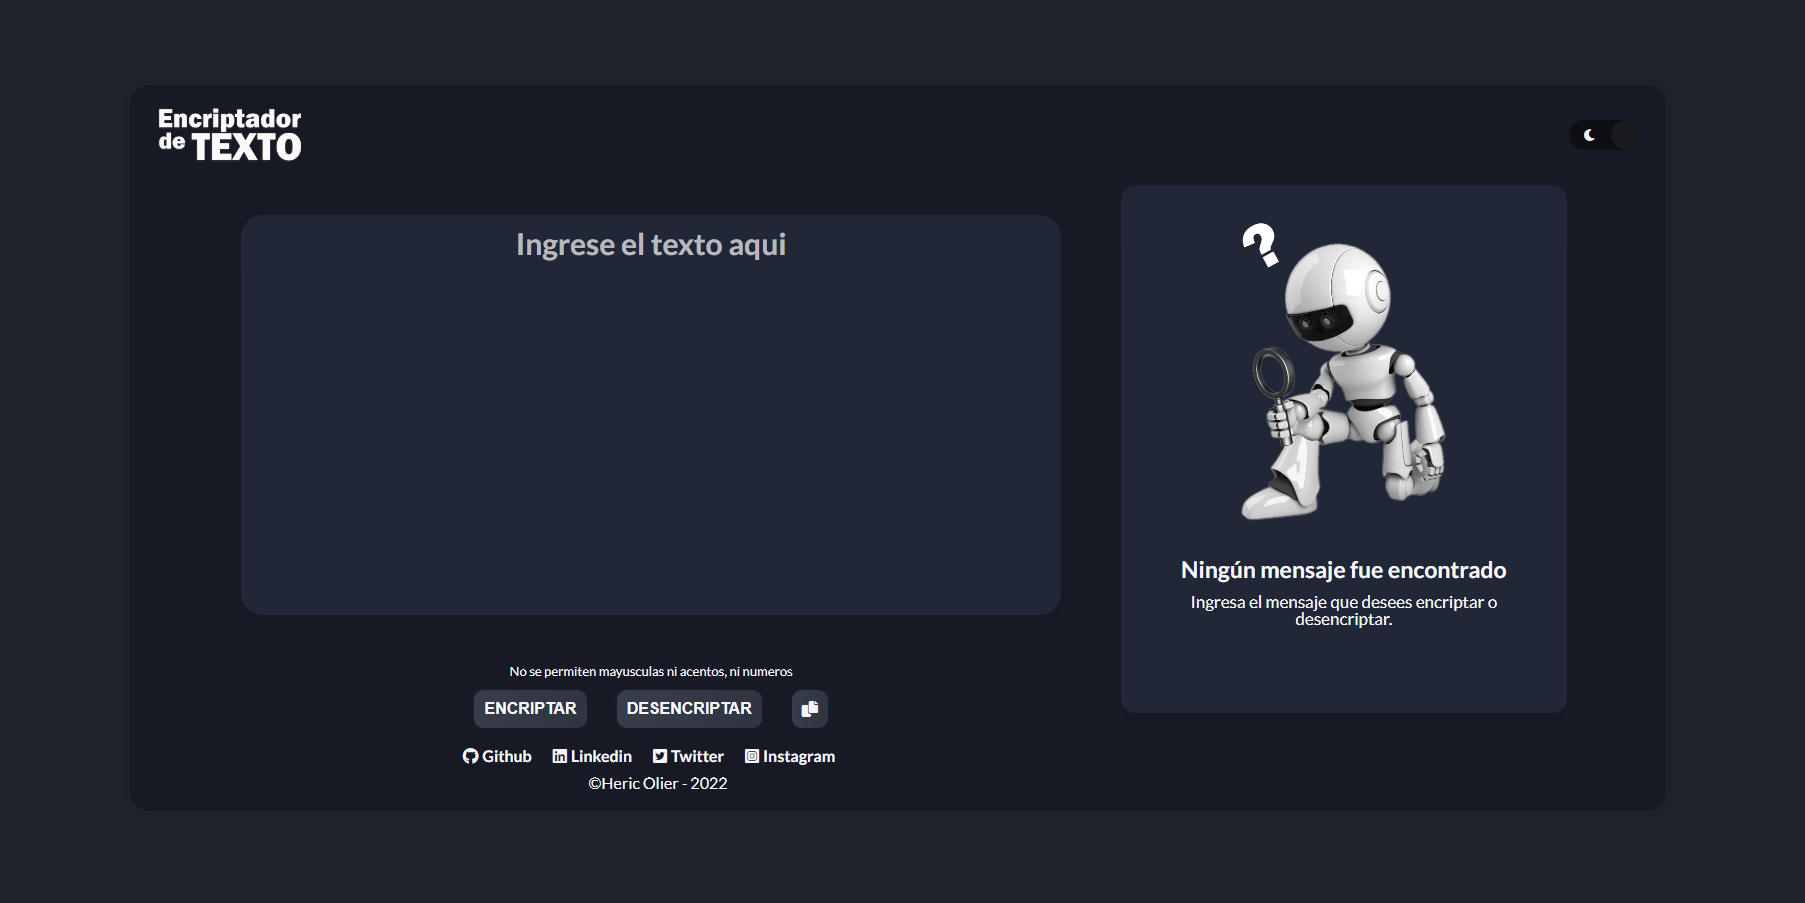 Encriptador
de TEXTO
Ingrese el texto aqui
?
Ningún mensaje fue encontrado
Ingresa el mensaje que desees encriptar o
desencriptar.
No se permiten mayusculas ni acentos, ni numeros
ENCRIPTAR DESENCRIPTAR
Github Linkedin Twitter Instagram
©Heric Olier - 2022